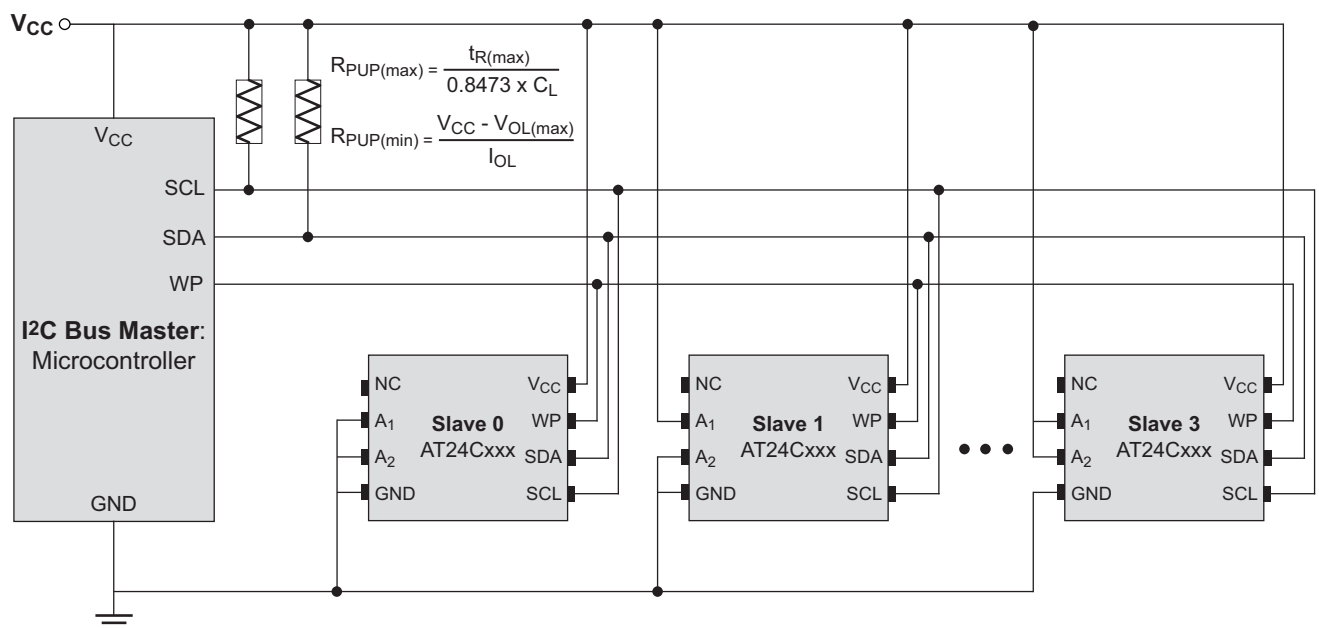 VCC
RPUP(max) = tR(max)
0.8473 x CL
RPUP(min) = VCC - VOL(max)
IOL
VCC
SCL
SDA
WP
I2C Bus Master:
Microcontroller
GND
NC
A1
A2
GND
Slave 0
AT24Cxxx
VCC
WP
SDA
SCL
NC
A1
A2
GND
Slave 1
AT24Cxxx
VCC
WP
SDA
SCL
NC
A1
A2
GND
Slave 3
AT24Cxxx
VCC
WP
SDA
SCL